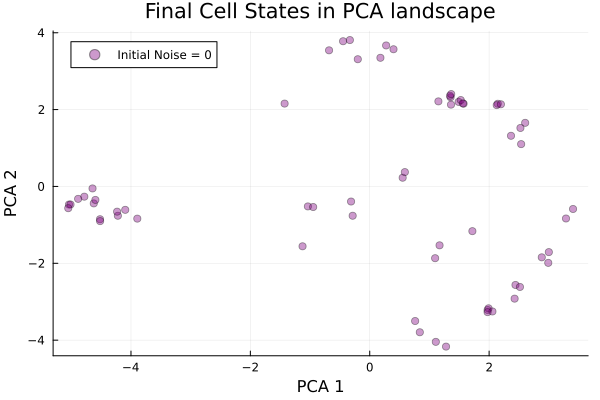 Final Cell States in PCA landscape
Initial Noise = 0
4
2
0
−2
−4
PCA 2
−4
−2
0
2
PCA 1